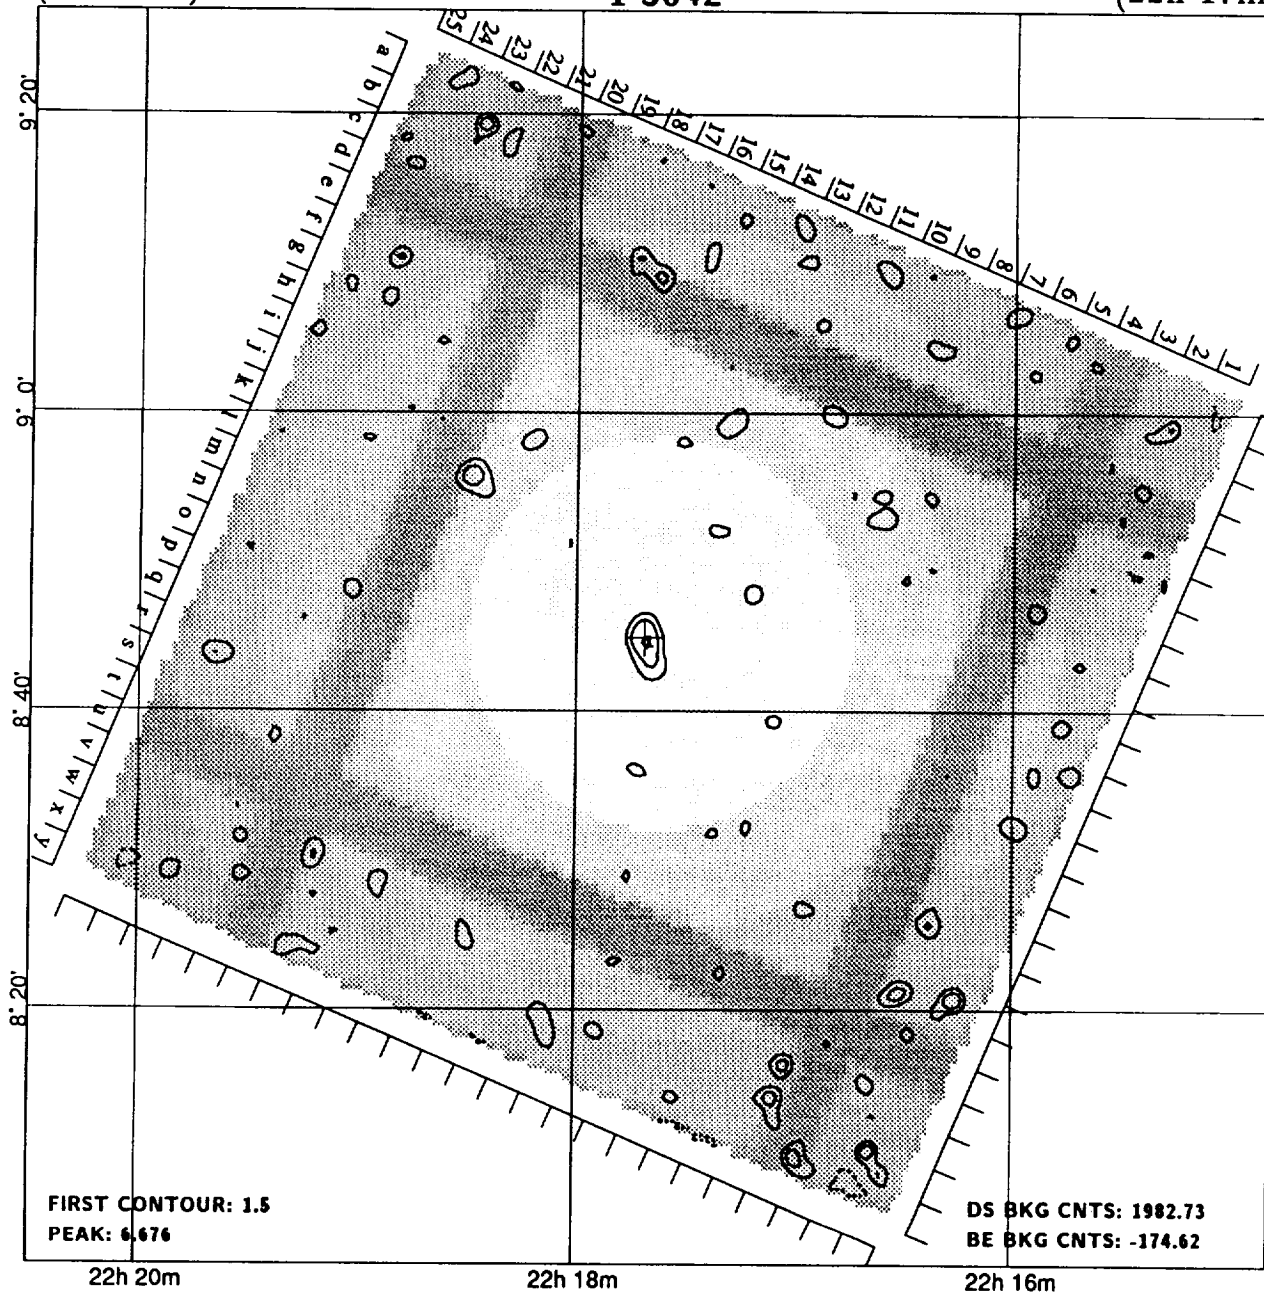 25 24 23 22 21 20 19 18 17 16 15 14 13 12 11 10 9 8 7 6 5 4 3 2 1
a b c d e f g h i j k l m n o p q r s t u v w x y
9° 20'
9° 0'
8° 40'
8° 20'
FIRST CONTOUR: 1.5
PEAK: 6.676
DS BKG CNTS: 1982.73
BE BKG CNTS: -174.62
22h 20m
22h 18m
22h 16m